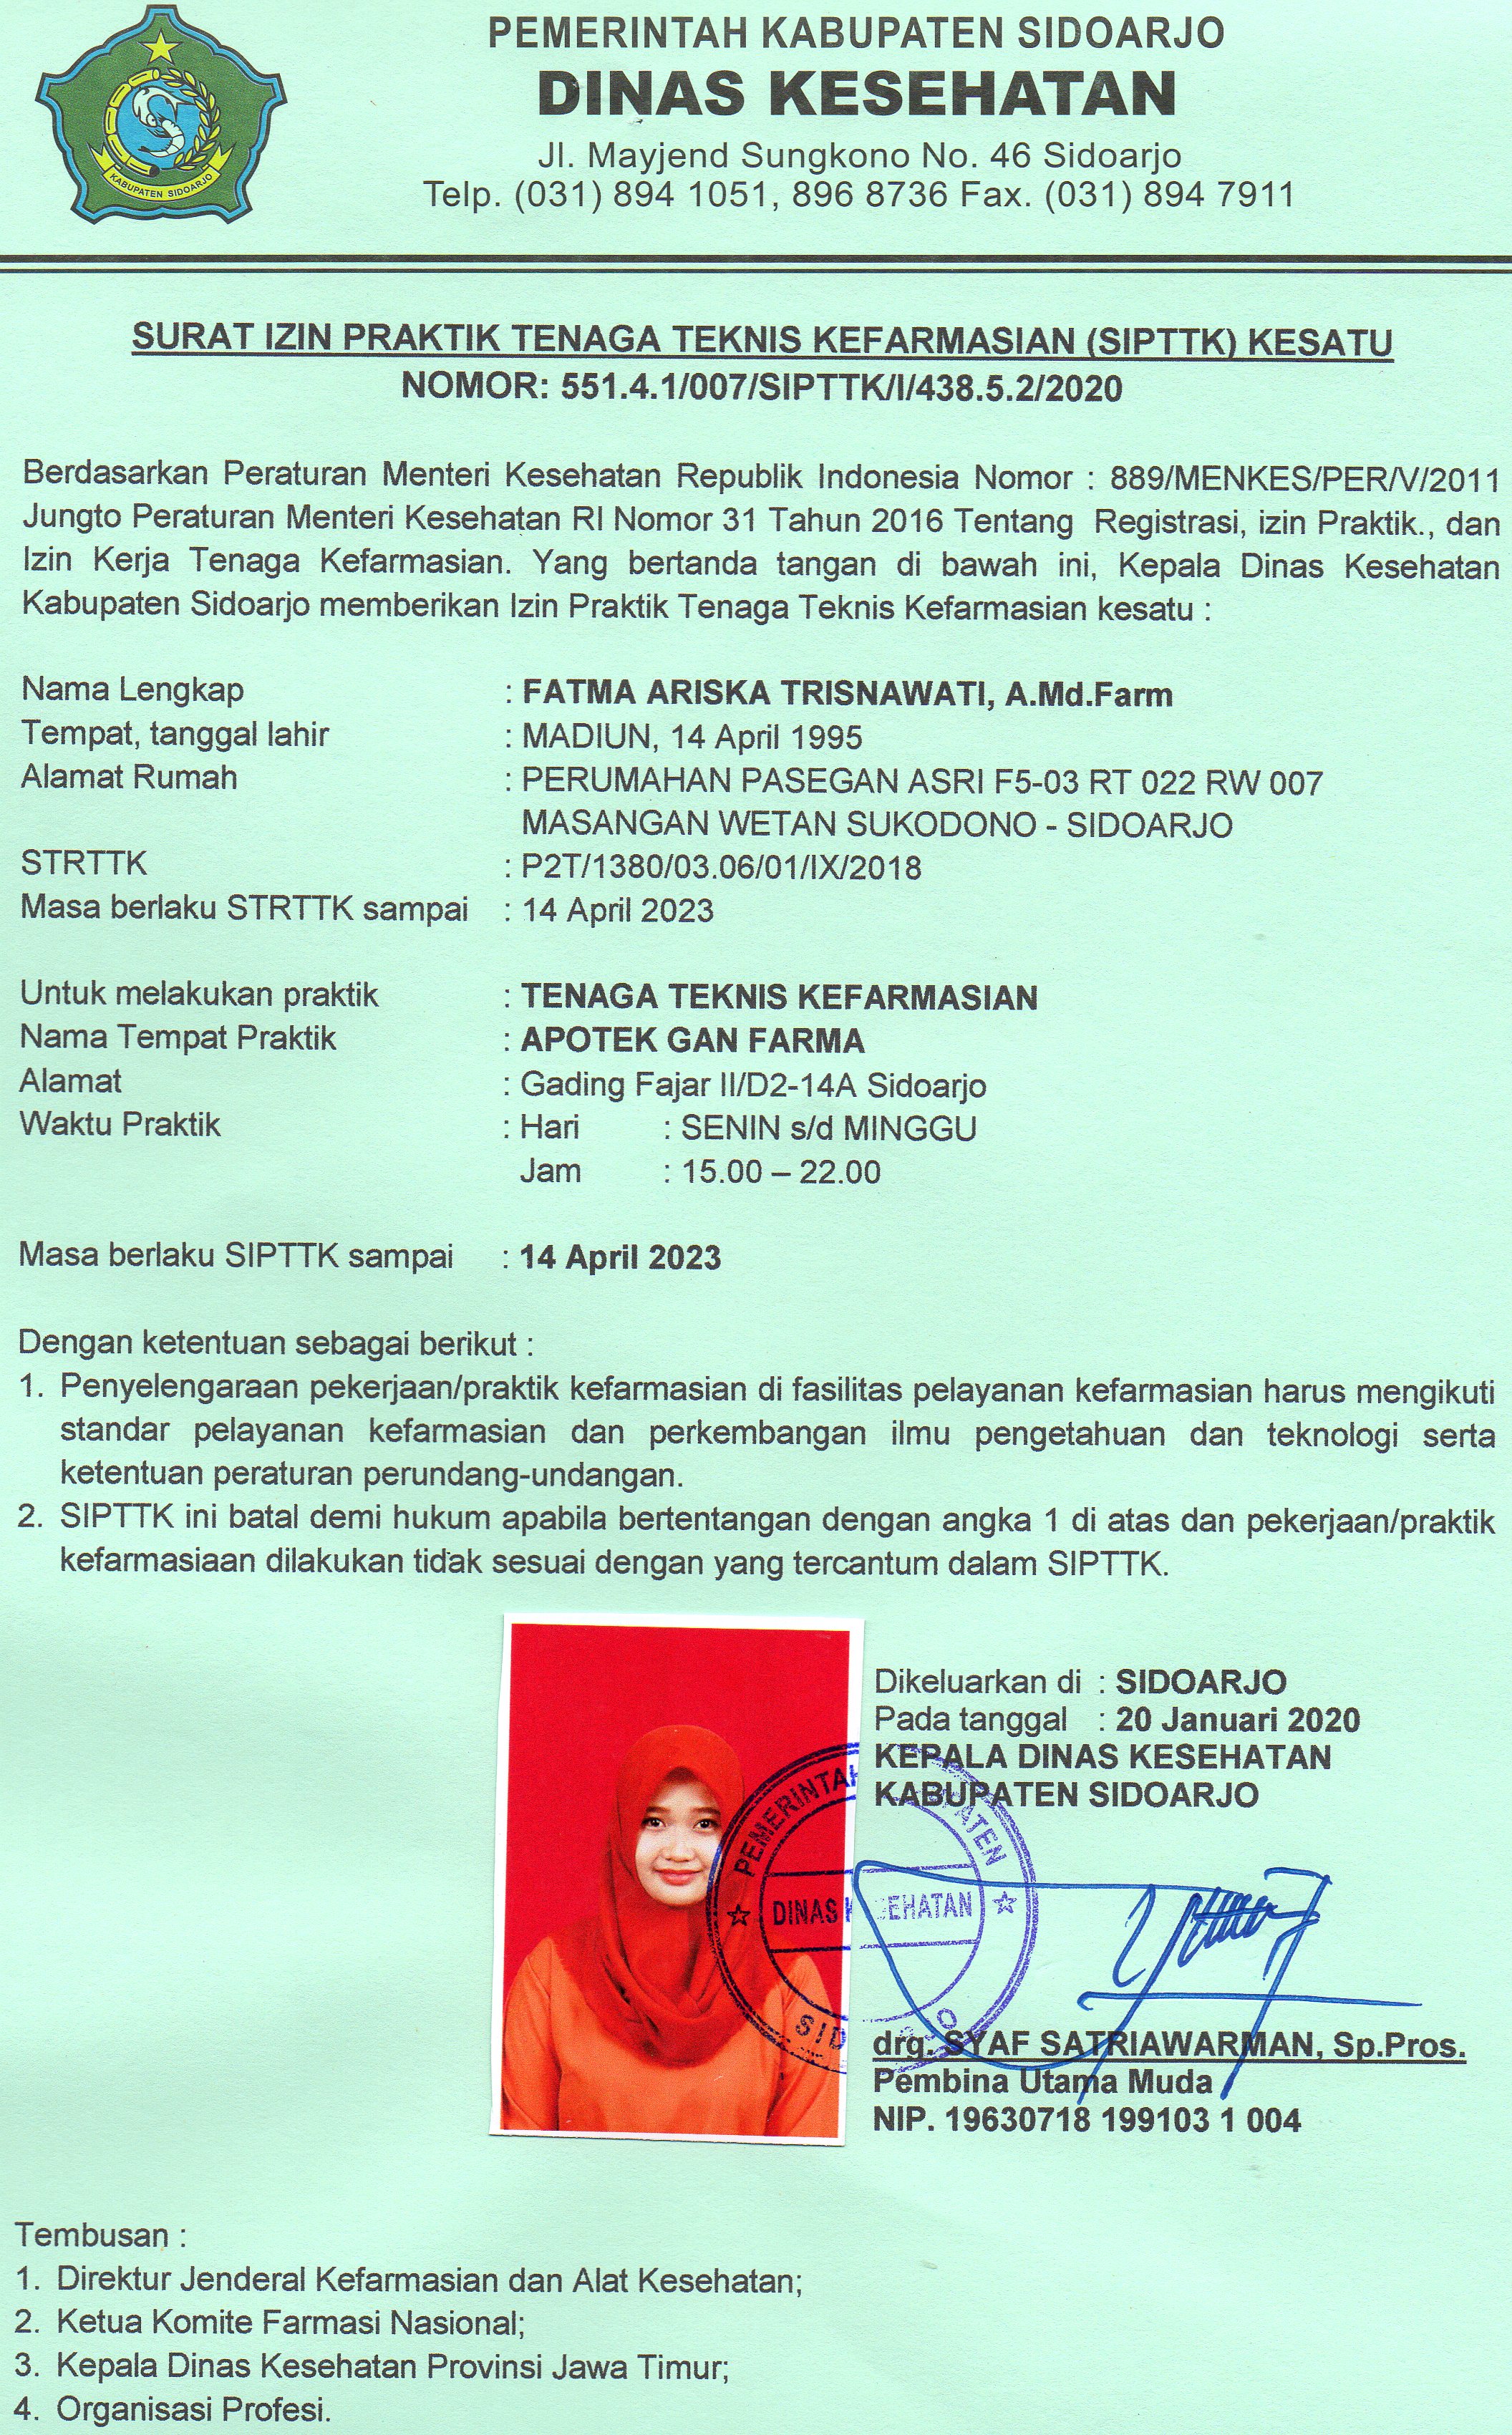 KABUPATEN SIDOARJO
PEMERINTAH KABUPATEN SIDOARJO
DINAS KESEHATAN
Jl. Mayjend Sungkono No. 46 Sidoarjo
Telp. (031) 894 1051, 896 8736 Fax. (031) 894 7911
SURAT IZIN PRAKTIK TENAGA TEKNIS KEFARMASIAN (SIPTTK) KESATU
NOMOR: 551.4.1/007/SIPTTK/I/438.5.2/2020
Berdasarkan Peraturan Menteri Kesehatan Republik Indonesia Nomor : 889/MENKES/PER/V/2011
Jungto Peraturan Menteri Kesehatan RI Nomor 31 Tahun 2016 Tentang Registrasi, izin Praktik., dan
Izin Kerja Tenaga Kefarmasian. Yang bertanda tangan di bawah ini, Kepala Dinas Kesehatan
Kabupaten Sidoarjo memberikan Izin Praktik Tenaga Teknis Kefarmasian kesatu :
Nama Lengkap : FATMA ARISKA TRISNAWATI, A.Md.Farm
Tempat, tanggal lahir : MADIUN, 14 April 1995
Alamat Rumah : PERUMAHAN PASEGAN ASRI F5-03 RT 022 RW 007
MASANGAN WETAN SUKODONO - SIDOARJO
STRTTK : P2T/1380/03.06/01/IX/2018
Masa berlaku STRTTK sampai : 14 April 2023
Untuk melakukan praktik : TENAGA TEKNIS KEFARMASIAN
Nama Tempat Praktik : APOTEK GAN FARMA
Alamat : Gading Fajar II/D2-14A Sidoarjo
Waktu Praktik : Hari : SENIN s/d MINGGU
Jam : 15.00 – 22.00
Masa berlaku SIPTTK sampai : 14 April 2023
Dengan ketentuan sebagai berikut :
1. Penyelengaraan pekerjaan/praktik kefarmasian di fasilitas pelayanan kefarmasian harus mengikuti
standar pelayanan kefarmasian dan perkembangan ilmu pengetahuan dan teknologi serta
ketentuan peraturan perundang-undangan.
2. SIPTTK ini batal demi hukum apabila bertentangan dengan angka 1 di atas dan pekerjaan/praktik
kefarmasiaan dilakukan tidak sesuai dengan yang tercantum dalam SIPTTK.
Dikeluarkan di : SIDOARJO
Pada tanggal : 20 Januari 2020
KEPALA DINAS KESEHATAN
KABUPATEN SIDOARJO
PEMERINTAH KABUPATEN
DINAS KESEHATAN
SIDOARJO
drg. SYAF SATRIAWARMAN, Sp.Pros.
Pembina Utama Muda
NIP. 19630718 199103 1 004
Tembusan :
1. Direktur Jenderal Kefarmasian dan Alat Kesehatan;
2. Ketua Komite Farmasi Nasional;
3. Kepala Dinas Kesehatan Provinsi Jawa Timur;
4. Organisasi Profesi.